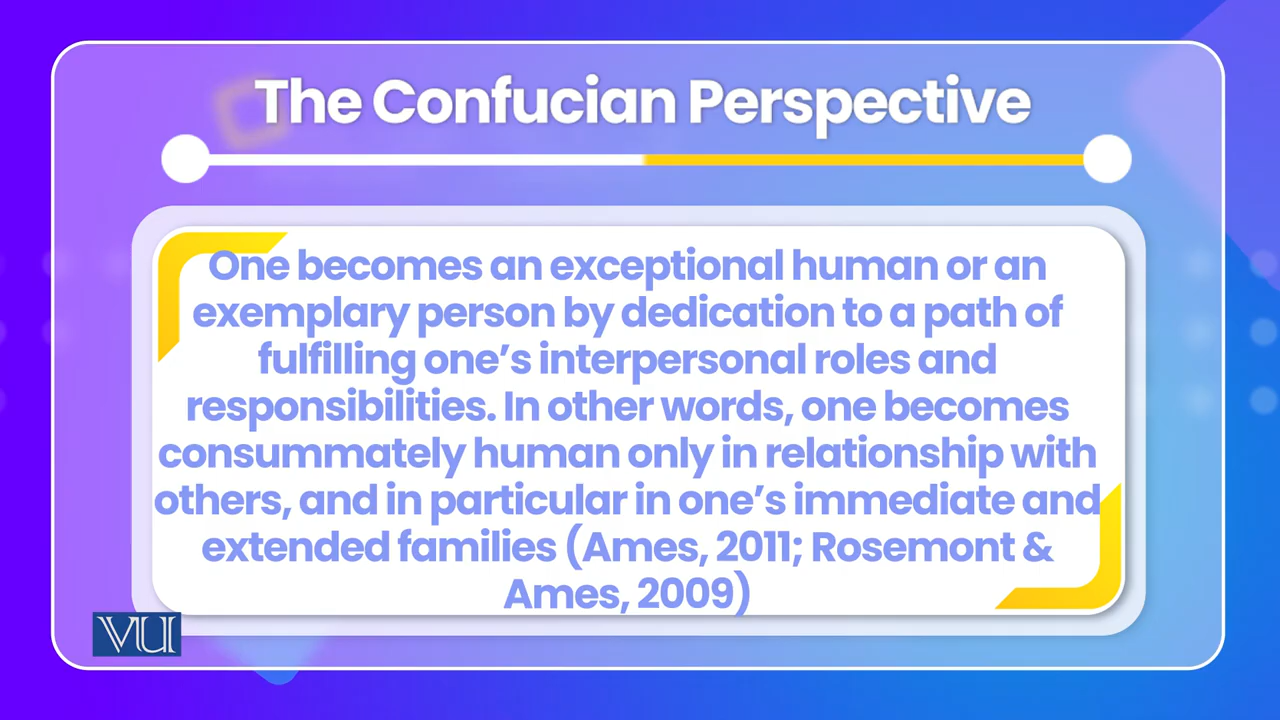 The Confucian Perspective
One becomes an exceptional human or an
exemplary person by dedication to a path of
fulfilling one’s interpersonal roles and
responsibilities. In other words, one becomes
consummately human only in relationship with
others, and in particular in one’s immediate and
extended families (Ames, 2011; Rosemont &
Ames, 2009)
VU